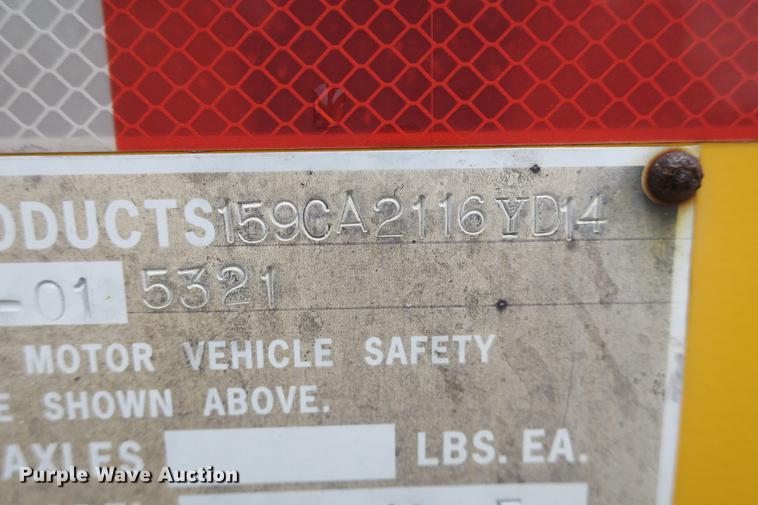 ODUCTS 159CA2116YD14
-01 5321
MOTOR VEHICLE SAFETY
E SHOWN ABOVE.
AXLES LBS. EA.
Purple Wave Auction